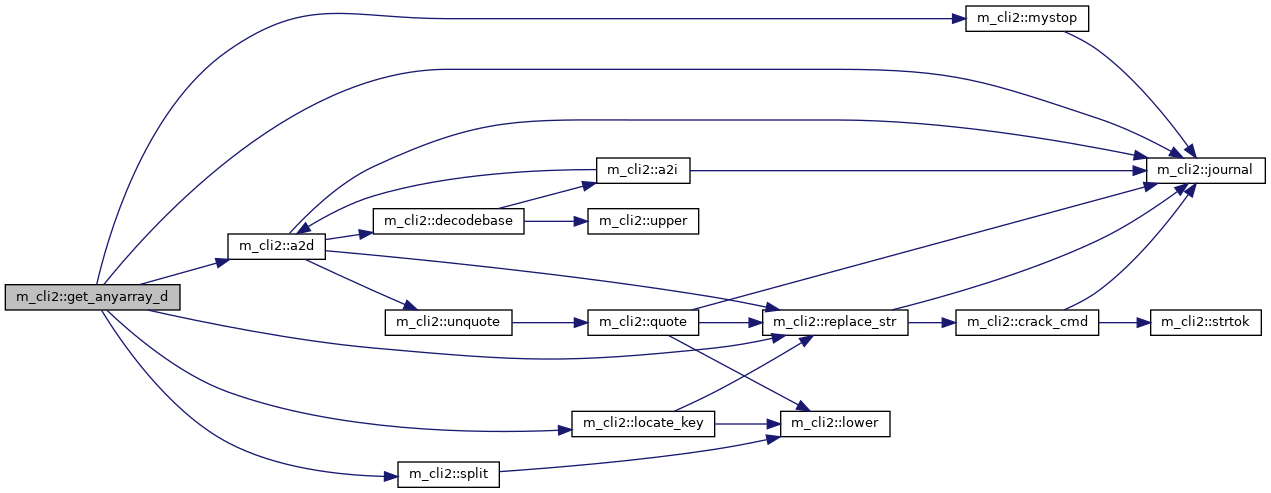 m_cli2::mystop
m_cli2::journal
m_cli2::a2i
m_cli2::decodebase
m_cli2::upper
m_cli2::a2d
m_cli2::get_anyarray_d
m_cli2::unquote
m_cli2::quote
m_cli2::replace_str
m_cli2::crack_cmd
m_cli2::strtok
m_cli2::locate_key
m_cli2::lower
m_cli2::split